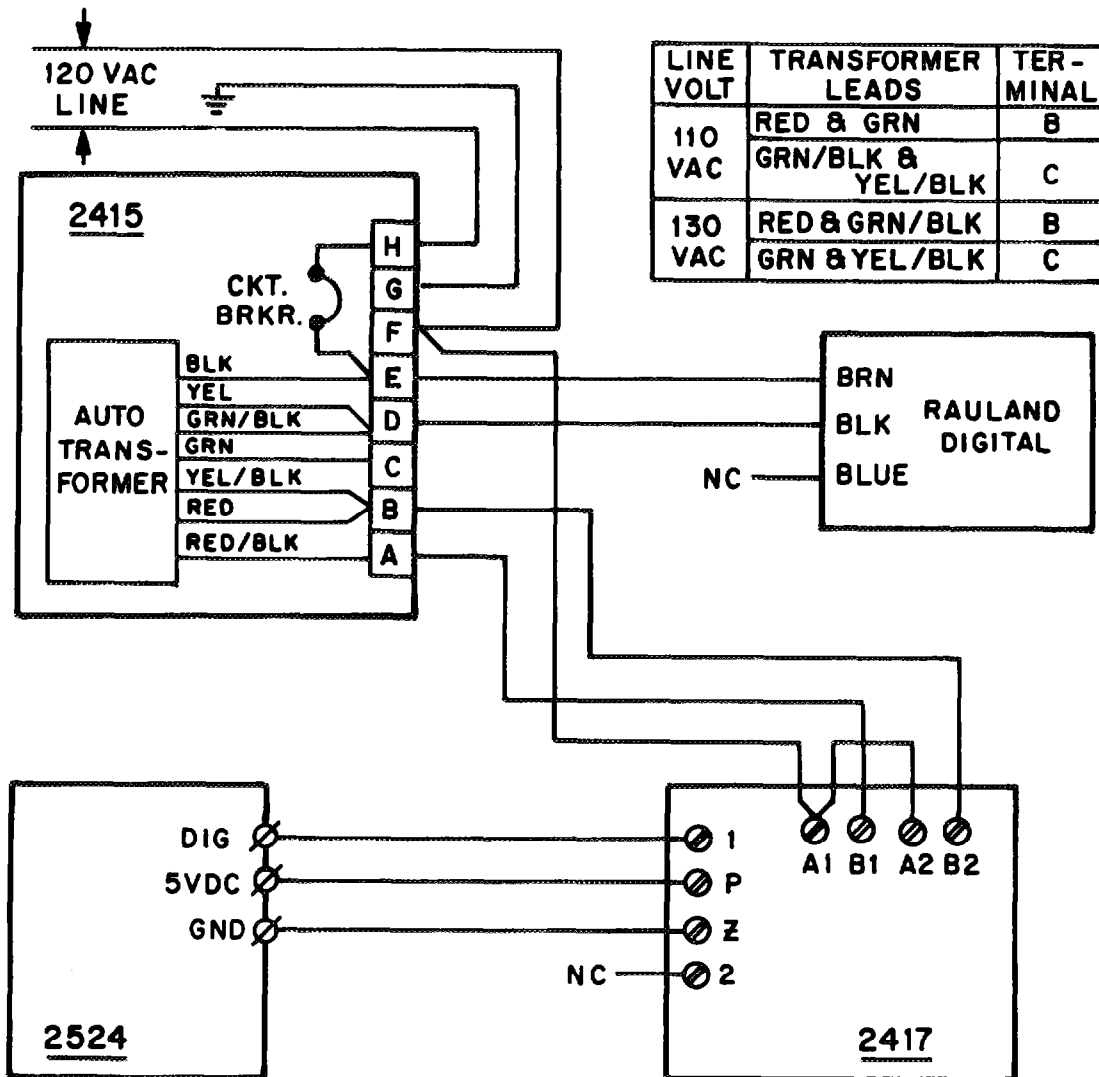 120 VAC
LINE
LINE VOLT
TRANSFORMER LEADS
TER-MINAL
110 VAC
RED & GRN
B
GRN/BLK & YEL/BLK
C
130 VAC
RED & GRN/BLK
B
GRN & YEL/BLK
C
2415
CKT.
BRKR.
H
G
F
E
D
C
B
A
AUTO
TRANS-
FORMER
BLK
YEL
GRN/BLK
GRN
YEL/BLK
RED
RED/BLK
BRN
BLK
NC
BLUE
RAULAND
DIGITAL
DIG
5VDC
GND
2524
1
P
Z
NC
2
A1 B1 A2 B2
2417